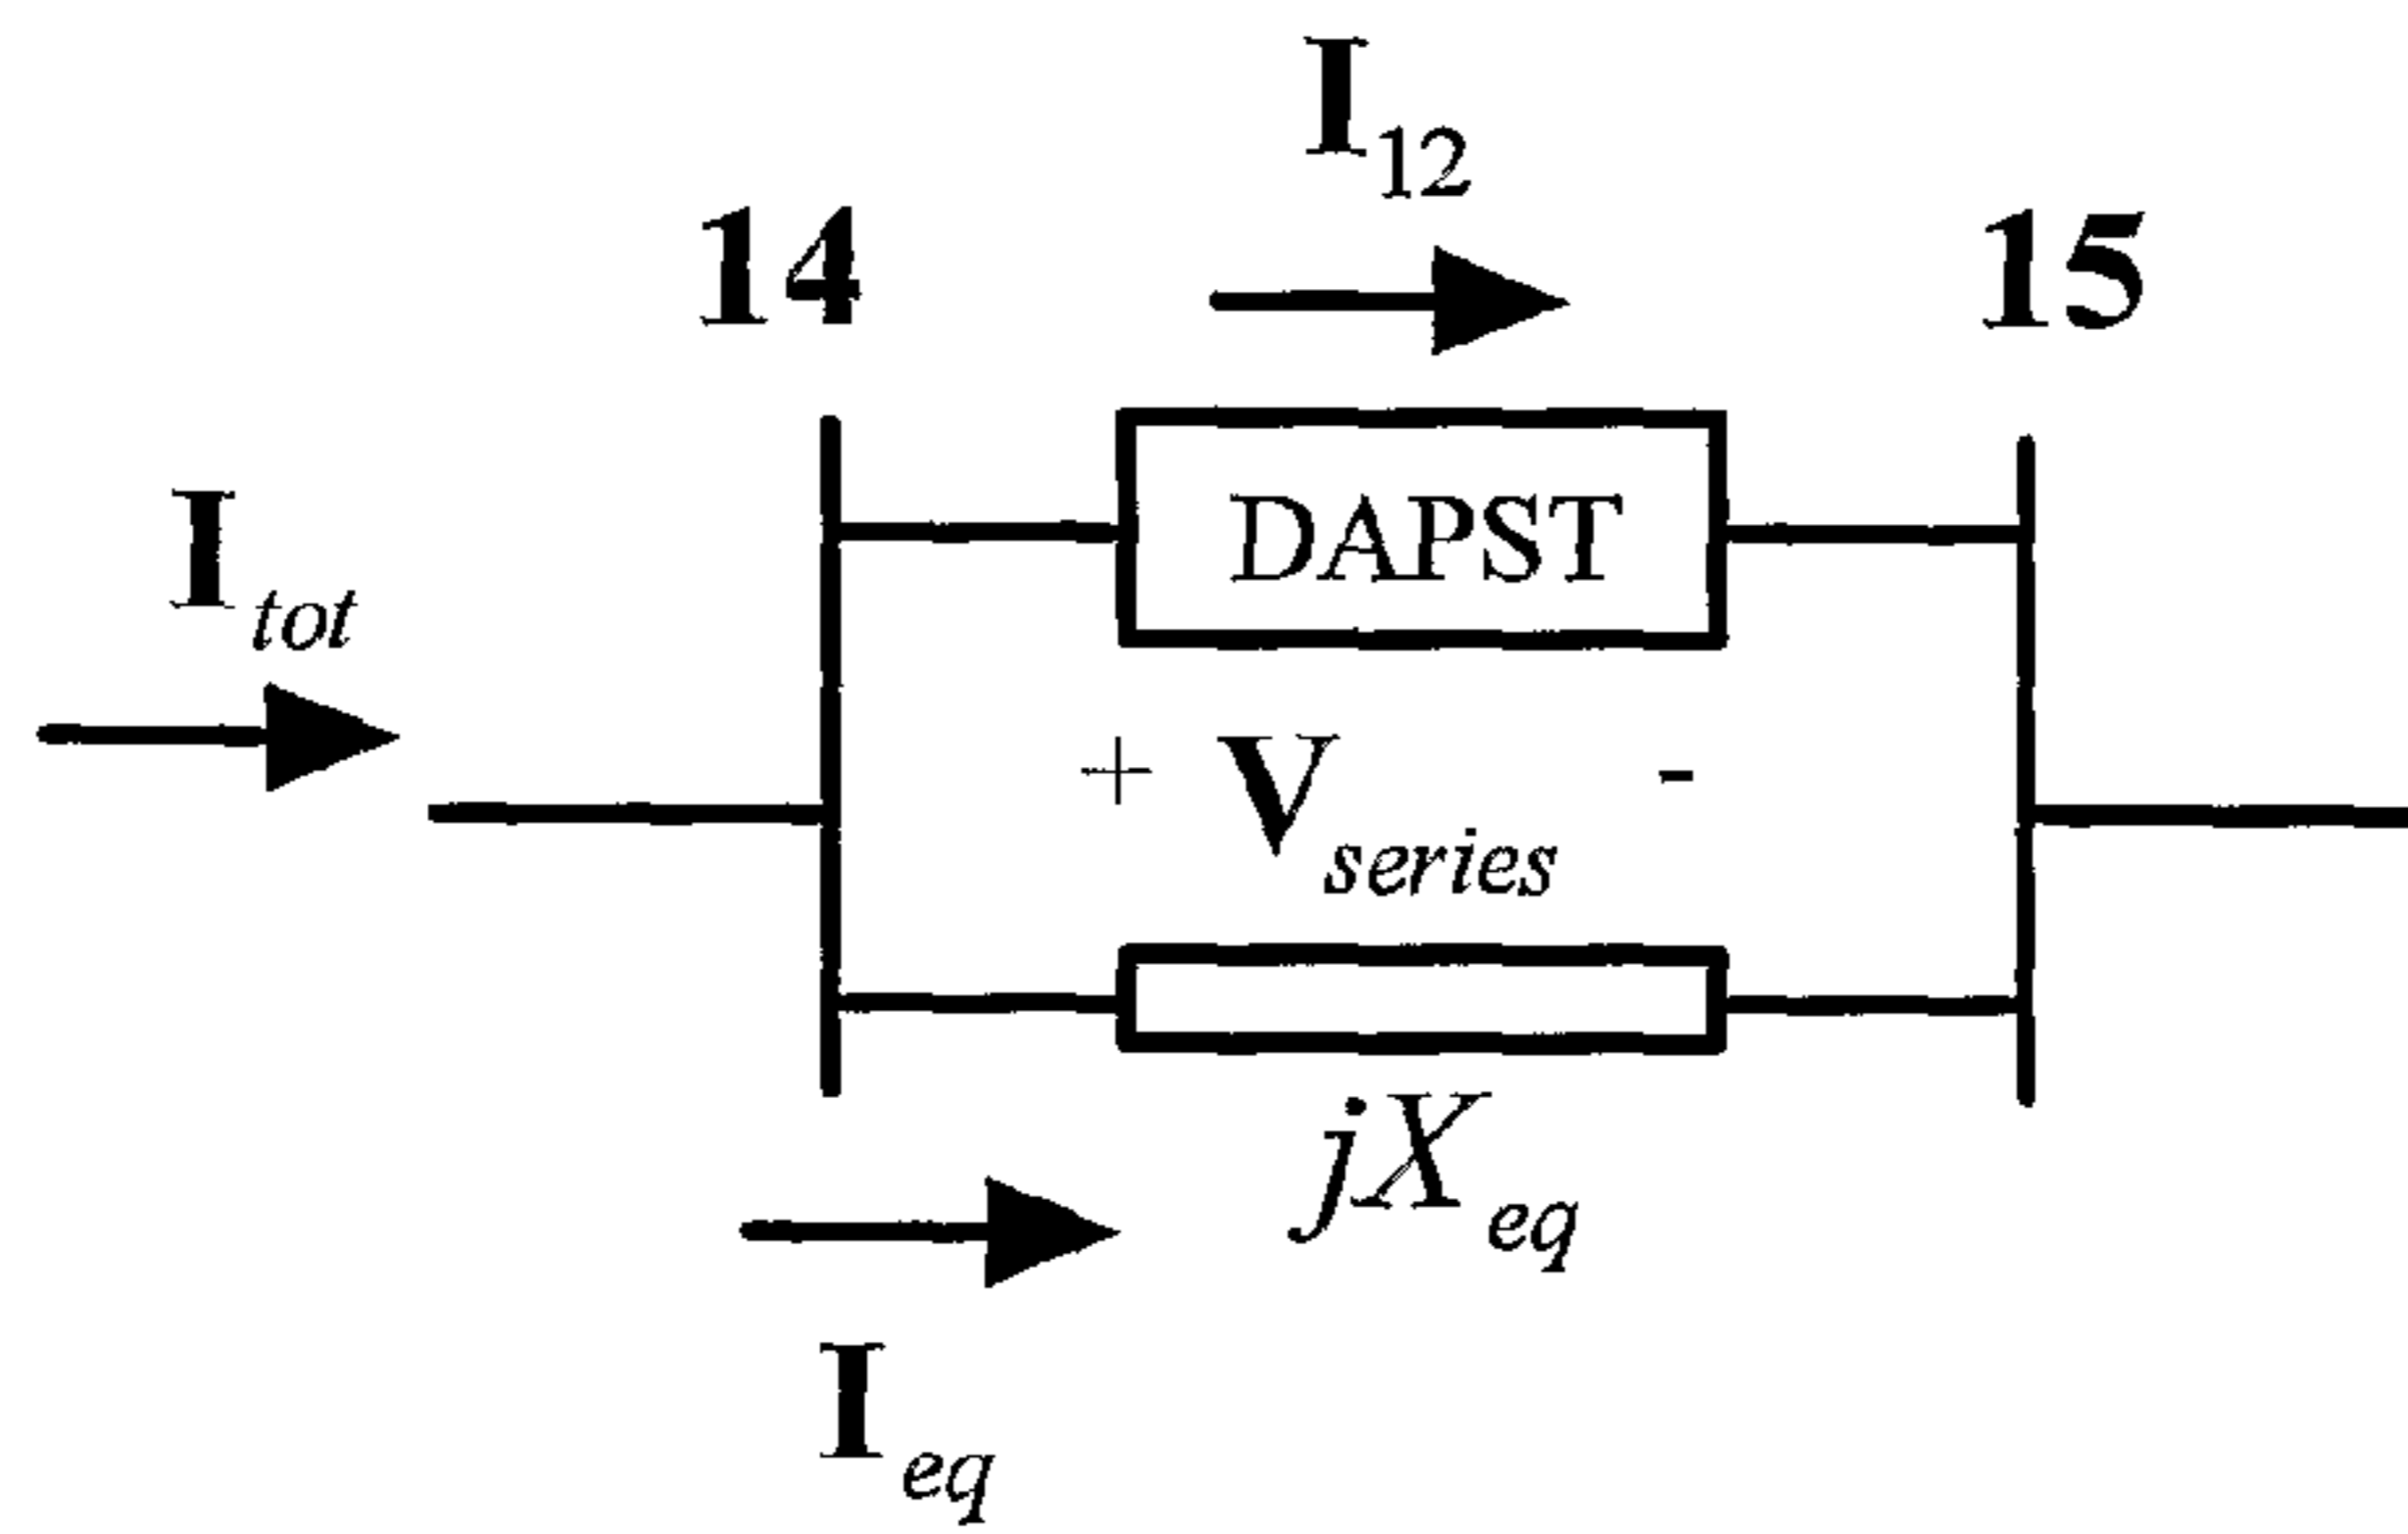 I12
14 15
Itot
DAPST
+ Vseries -
jXeq
Ieq